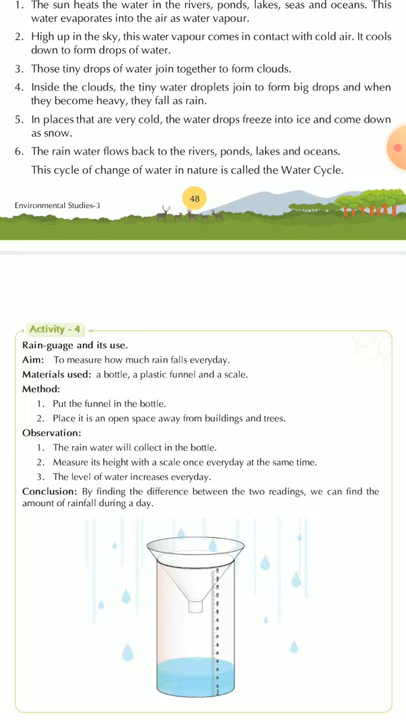 1. The sun heats the water in the rivers, ponds, lakes, seas and oceans. This
water evaporates into the air as water vapour.
2. High up in the sky, this water vapour comes in contact with cold air. It cools
down to form drops of water.
3. Those tiny drops of water join together to form clouds.
4. Inside the clouds, the tiny water droplets join to form big drops and when
they become heavy, they fall as rain.
5. In places that are very cold, the water drops freeze into ice and come down
as snow.
6. The rain water flows back to the rivers, ponds, lakes and oceans.
This cycle of change of water in nature is called the Water Cycle.
Environmental Studies-3
48
Activity - 4
Rain-guage and its use.
Aim: To measure how much rain falls everyday.
Materials used: a bottle, a plastic funnel and a scale.
Method:
1. Put the funnel in the bottle.
2. Place it is an open space away from buildings and trees.
Observation:
1. The rain water will collect in the bottle.
2. Measure its height with a scale once everyday at the same time.
3. The level of water increases everyday.
Conclusion: By finding the difference between the two readings, we can find the
amount of rainfall during a day.